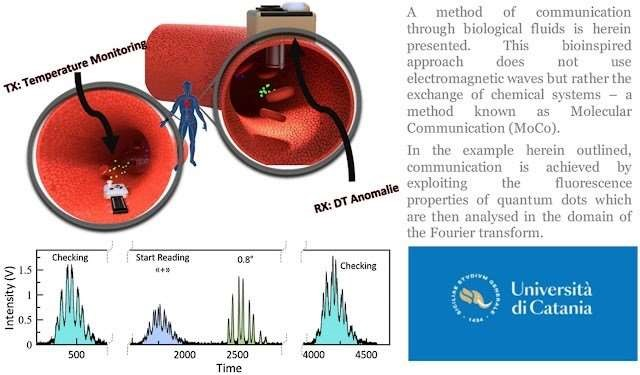 TX: Temperature Monitoring
RX: DT Anomalie
A method of communication
through biological fluids is herein
presented. This bioinspired
approach does not use
electromagnetic waves but rather the
exchange of chemical systems – a
method known as Molecular
Communication (MoCo).
In the example herein outlined,
communication is achieved by
exploiting the fluorescence
properties of quantum dots which
are then analysed in the domain of
the Fourier transform.
Checking
Start Reading
«+»
0.8°
Checking
Intensity (V)
1.5
1
0.5
0
500
2000
2500
4000
4500
Time
Università
di Catania